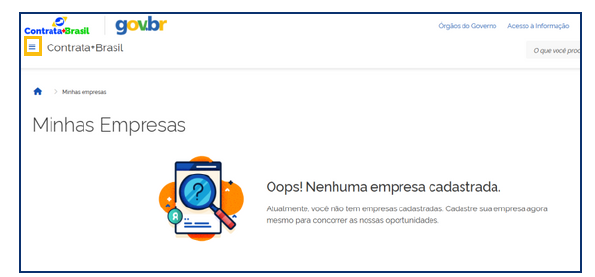 Contrata+Brasil
gov.br
Órgãos do Governo Acesso à Informação
Contrata+Brasil
O que você proc
Minhas empresas
Minhas Empresas
?
Oops! Nenhuma empresa cadastrada.
Atualmente, você não tem empresas cadastradas. Cadastre sua empresa agora
mesmo para concorrer as nossas oportunidades.